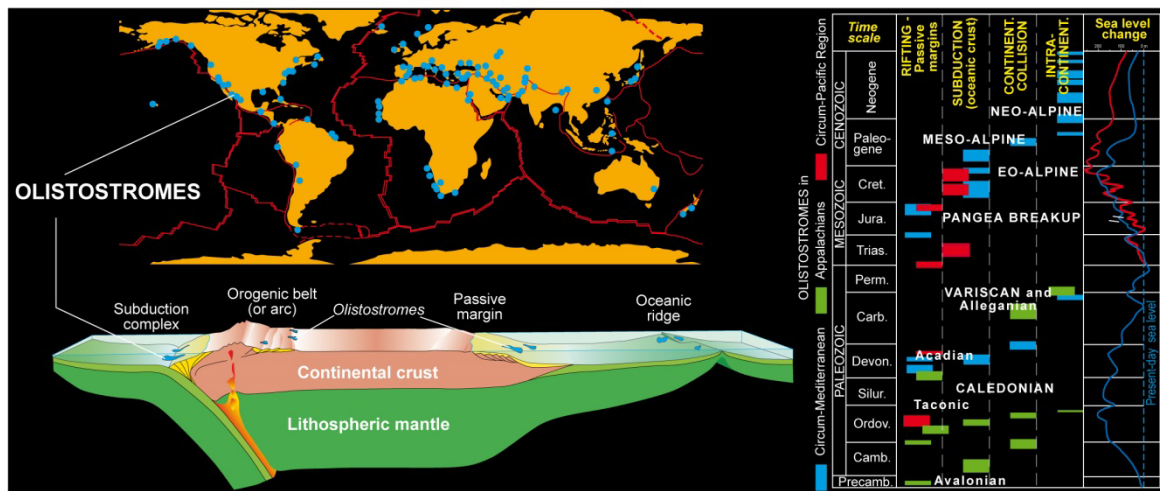 OLISTOSTROMES
Subduction
complex
Orogenic belt
(or arc)
Olistostromes
Passive
margin
Oceanic
ridge
Continental crust
Lithospheric mantle
OLISTOSTROMES in
Circum-Mediterranean
Appalachians
Circum-Pacific Region
Time
scale
RIFTING -
Passive
margins
SUBDUCTION
(oceanic crust)
CONTINENT.
COLLISION
INTRA-
CONTINENT.
Sea level
change
200
100
0 m
CENOZOIC
MESOZOIC
PALEOZOIC
Neogene
Paleo-
gene
Cret.
Jura.
Trias.
Perm.
Carb.
Devon.
Silur.
Ordov.
Camb.
Precamb.
NEO-ALPINE
MESO-ALPINE
EO-ALPINE
PANGEA BREAKUP
VARISCAN and
Alleganian
Acadian
CALEDONIAN
Taconic
Avalonian
Present-day sea level